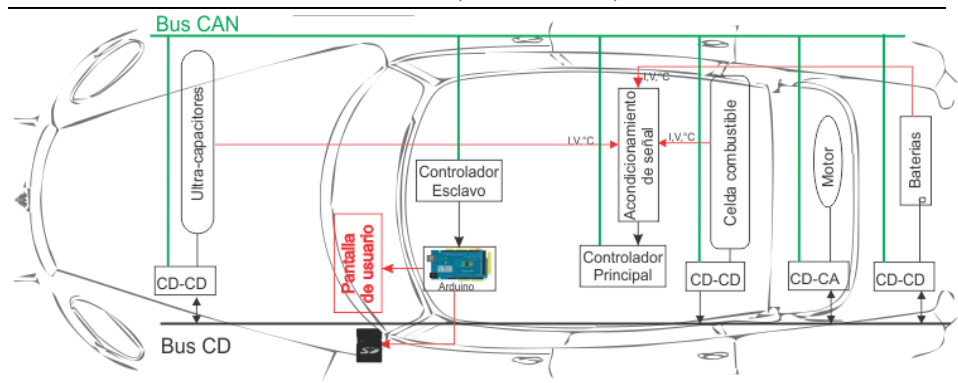 Bus CAN
Ultra-capacitores
CD-CD
Bus CD
Pantalla
de usuario
Controlador
Esclavo
Arduino
SD
I,V,°C
I,V,°C
I,V,°C
Acondicionamiento
de señal
Controlador
Principal
Celda combustible
CD-CD
Motor
CD-CA
Baterías
CD-CD